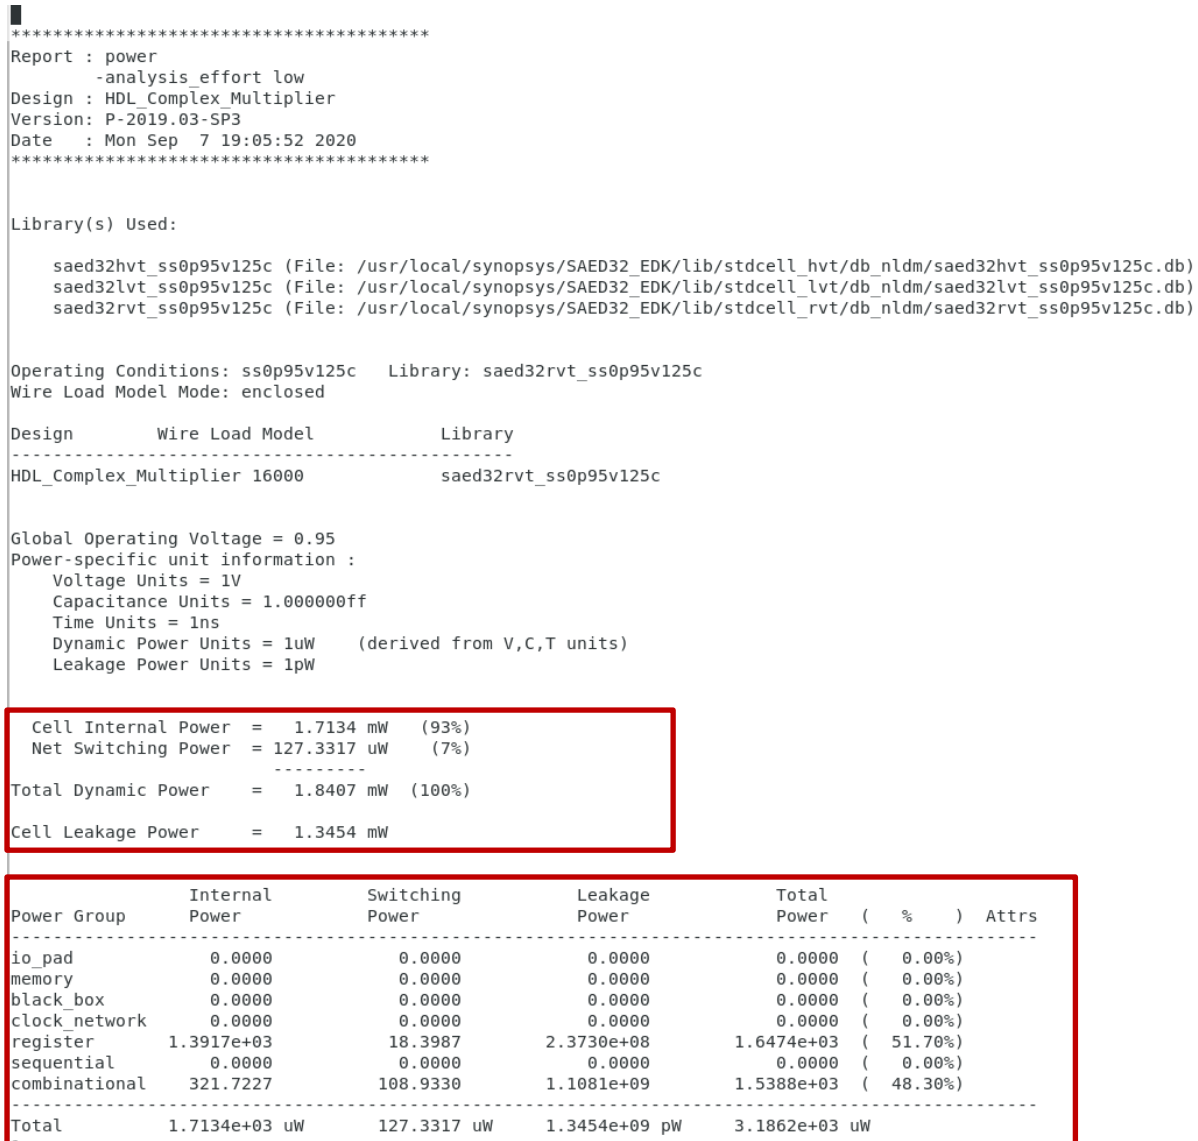 ****************************************
Report : power
        -analysis_effort low
Design : HDL_Complex_Multiplier
Version: P-2019.03-SP3
Date   : Mon Sep  7 19:05:52 2020
****************************************
Library(s) Used:
    saed32hvt_ss0p95v125c (File: /usr/local/synopsys/SAED32_EDK/lib/stdcell_hvt/db_nldm/saed32hvt_ss0p95v125c.db)
    saed32lvt_ss0p95v125c (File: /usr/local/synopsys/SAED32_EDK/lib/stdcell_lvt/db_nldm/saed32lvt_ss0p95v125c.db)
    saed32rvt_ss0p95v125c (File: /usr/local/synopsys/SAED32_EDK/lib/stdcell_rvt/db_nldm/saed32rvt_ss0p95v125c.db)
Operating Conditions: ss0p95v125c   Library: saed32rvt_ss0p95v125c
Wire Load Model Mode: enclosed
Design        Wire Load Model            Library
------------------------------------------------
HDL_Complex_Multiplier 16000             saed32rvt_ss0p95v125c
Global Operating Voltage = 0.95
Power-specific unit information :
    Voltage Units = 1V
    Capacitance Units = 1.000000ff
    Time Units = 1ns
    Dynamic Power Units = 1uW    (derived from V,C,T units)
    Leakage Power Units = 1pW
  Cell Internal Power  =   1.7134 mW   (93%)
  Net Switching Power  = 127.3317 uW    (7%)
                         ---------
Total Dynamic Power    =   1.8407 mW  (100%)
Cell Leakage Power     =   1.3454 mW
                 Internal         Switching           Leakage            Total
Power Group      Power            Power               Power              Power   (   %    )  Attrs
--------------------------------------------------------------------------------------------------
io_pad             0.0000            0.0000            0.0000            0.0000  (   0.00%)
memory             0.0000            0.0000            0.0000            0.0000  (   0.00%)
black_box          0.0000            0.0000            0.0000            0.0000  (   0.00%)
clock_network      0.0000            0.0000            0.0000            0.0000  (   0.00%)
register       1.3917e+03           18.3987        2.3730e+08        1.6474e+03  (  51.70%)
sequential         0.0000            0.0000            0.0000            0.0000  (   0.00%)
combinational    321.7227          108.9330        1.1081e+09        1.5388e+03  (  48.30%)
--------------------------------------------------------------------------------------------------
Total          1.7134e+03 uW       127.3317 uW     1.3454e+09 pW     3.1862e+03 uW